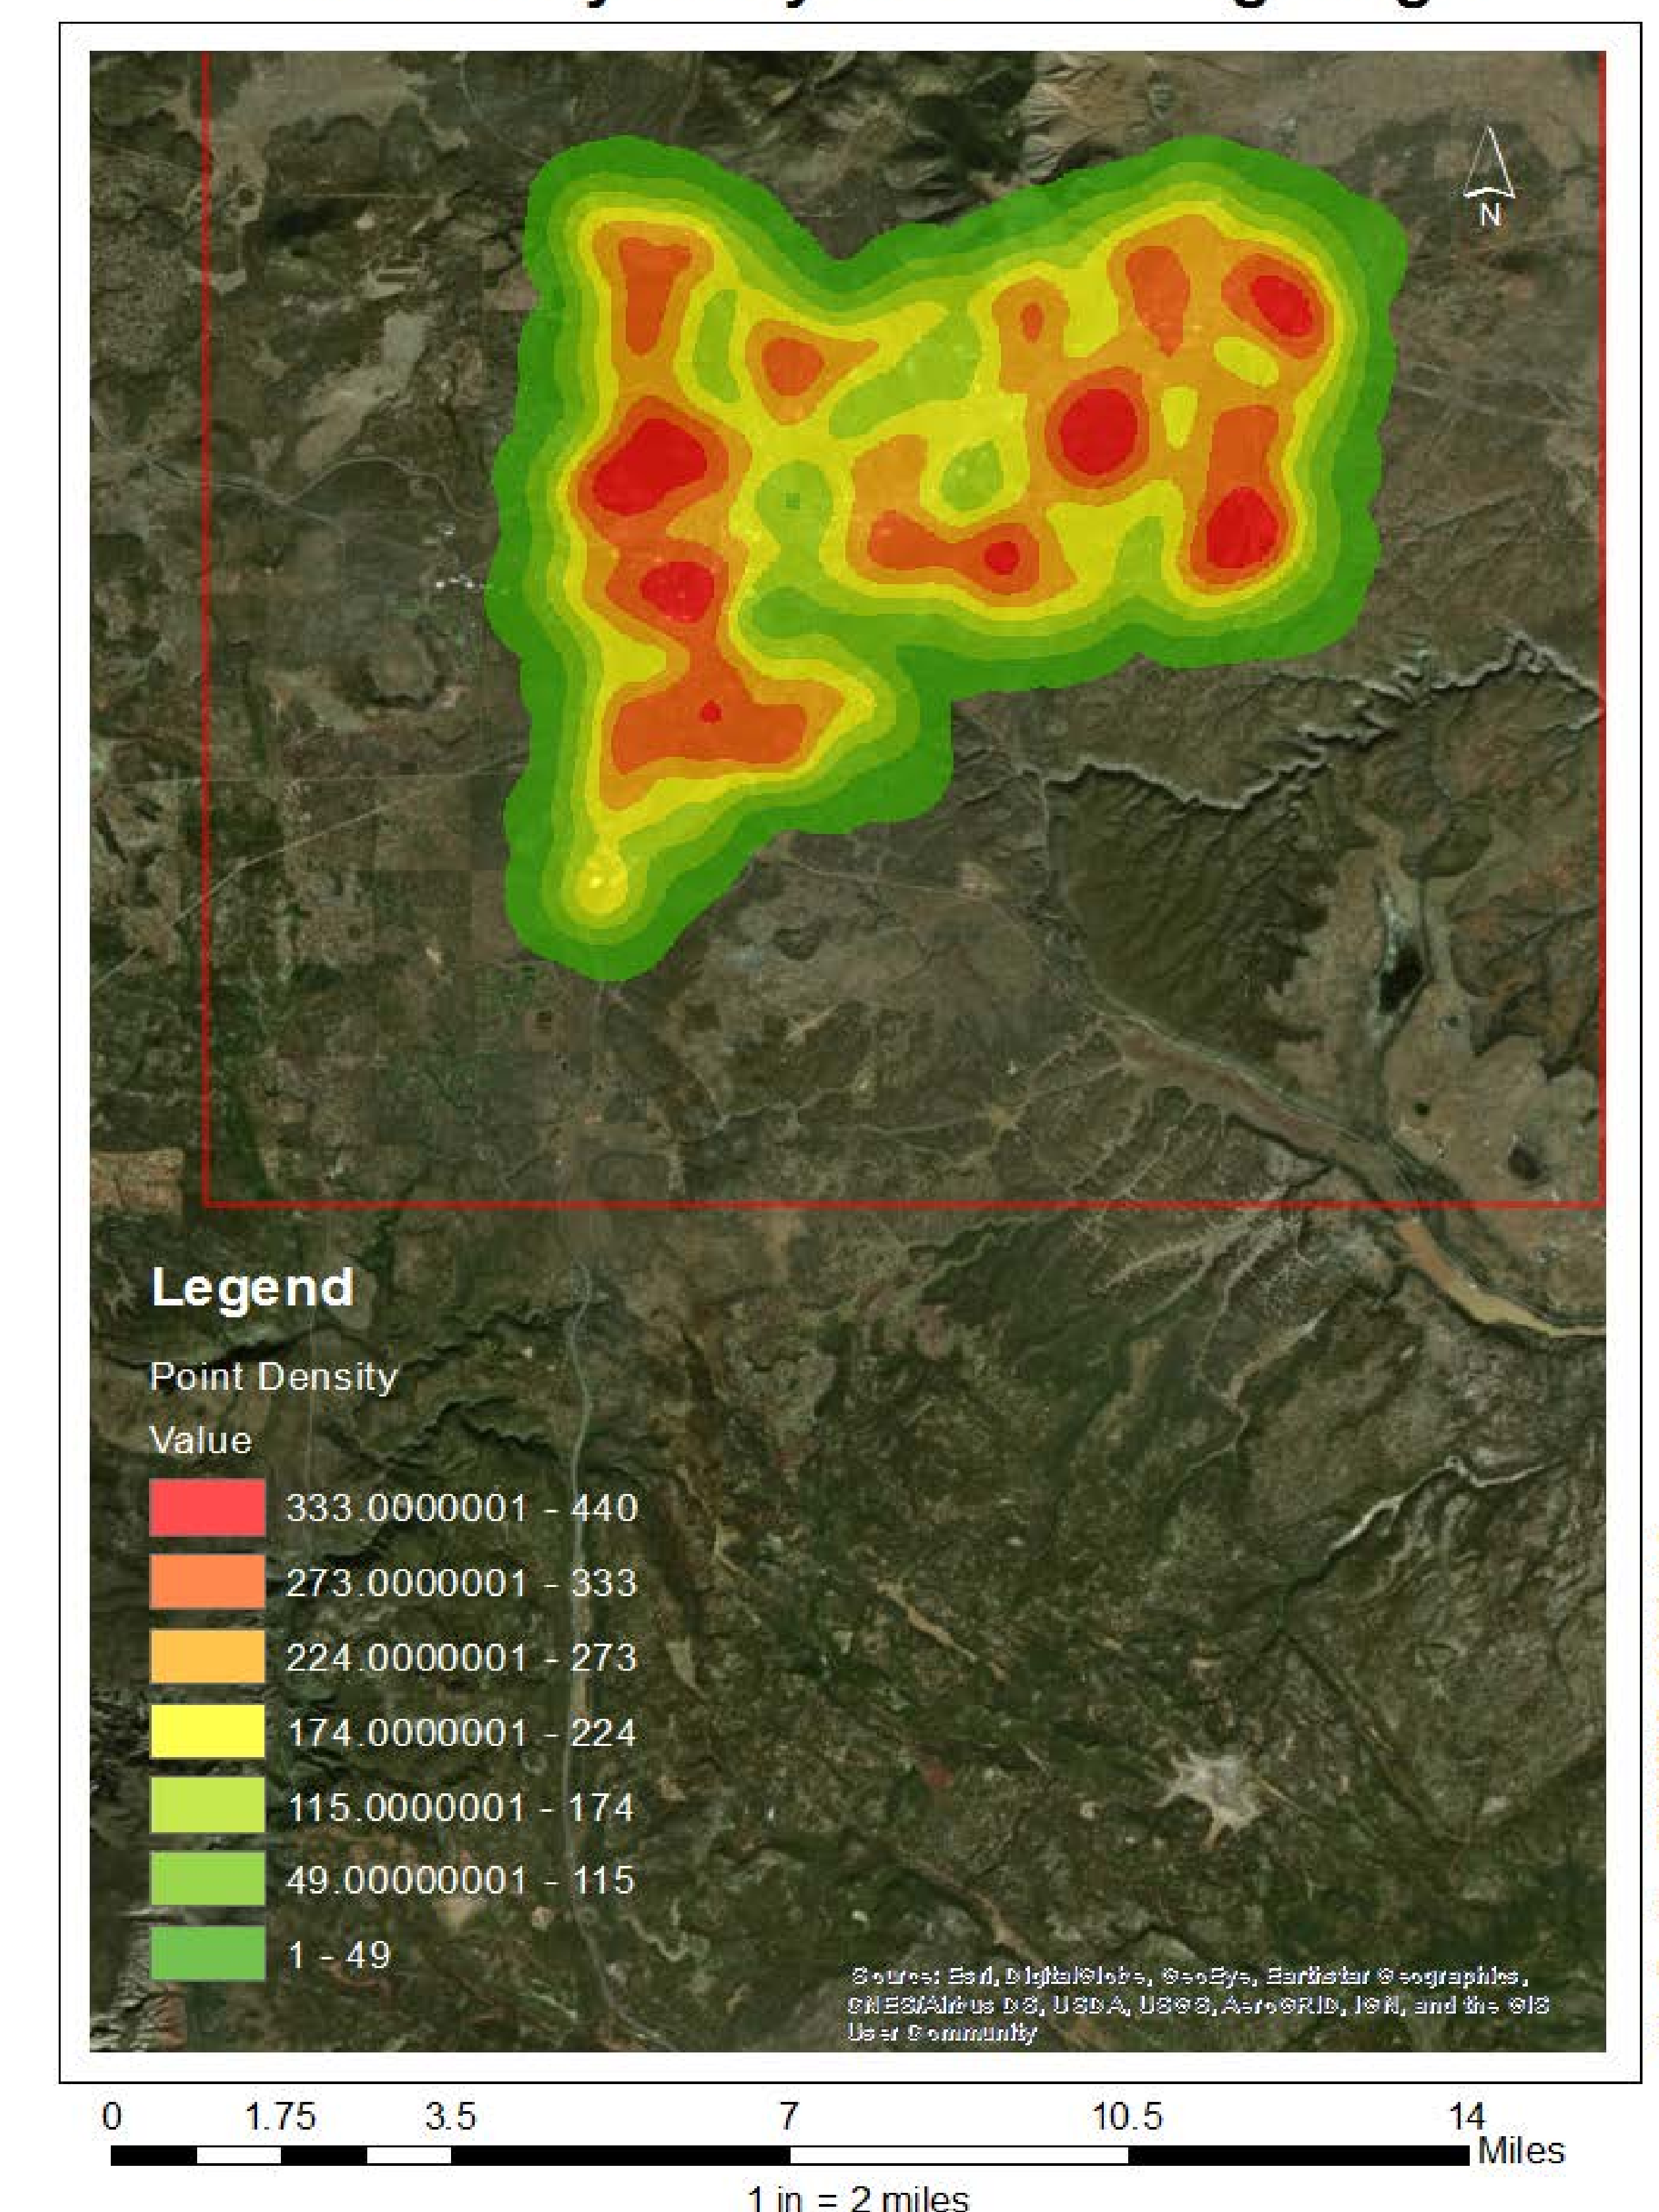 N
Legend
Point Density
Value
333.0000001 - 440
273.0000001 - 333
224.0000001 - 273
174.0000001 - 224
115.0000001 - 174
49.00000001 - 115
1 - 49
Source: Esri, DigitalGlobe, GeoEye, Earthstar Geographics,
CNES/Airbus DS, USDA, USGS, AeroGRID, IGN, and the GIS
User Community
0 1.75 3.5 7 10.5 14
Miles
1 in = 2 miles